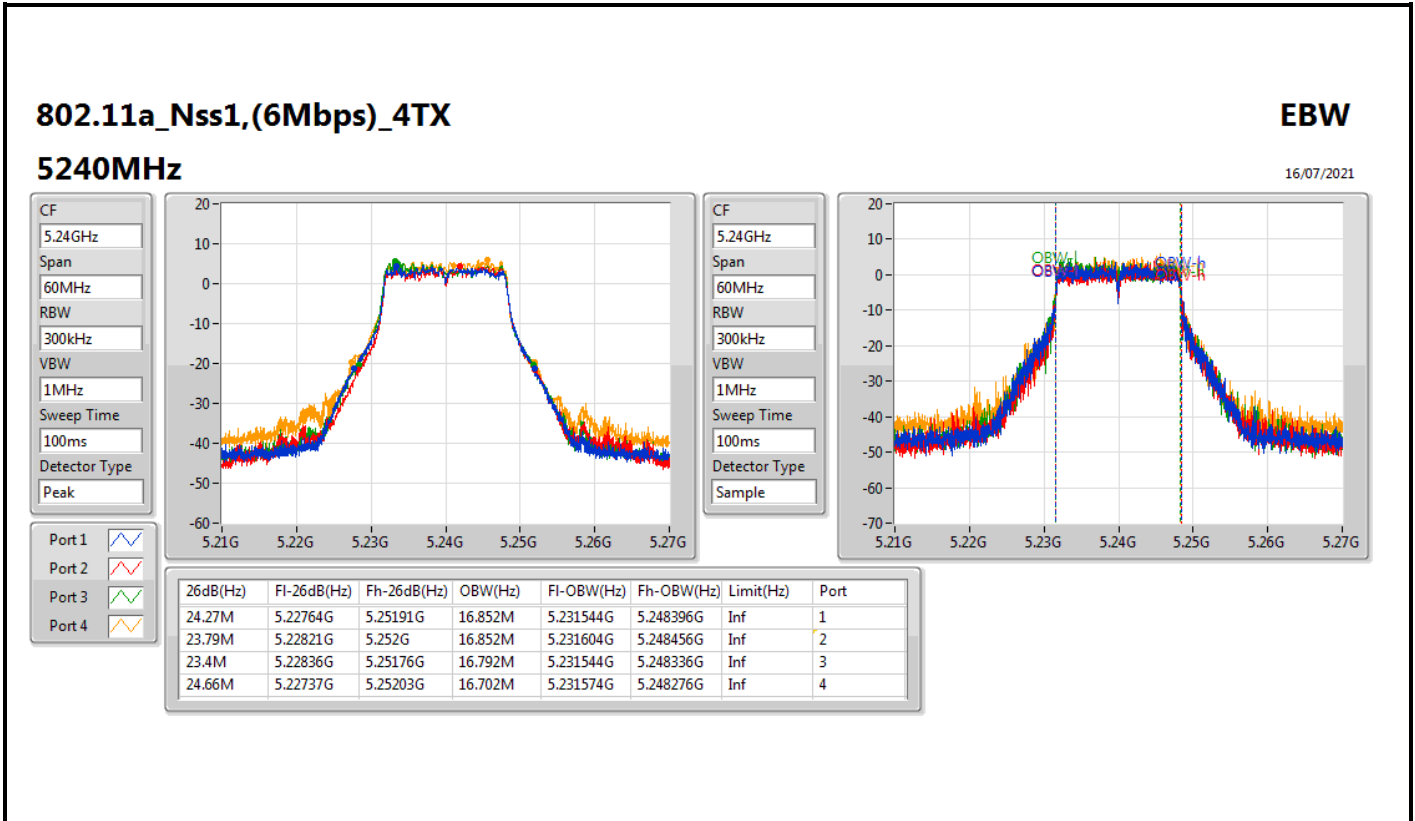 802.11a_Nss1,(6Mbps)_4TX
EBW
5240MHz
16/07/2021
CF
5.24GHz
Span
60MHz
RBW
300kHz
VBW
1MHz
Sweep Time
100ms
Detector Type
Peak
20
10
0
-10
-20
-30
-40
-50
-60
5.21G 5.22G 5.23G 5.24G 5.25G 5.26G 5.27G
CF
5.24GHz
Span
60MHz
RBW
300kHz
VBW
1MHz
Sweep Time
100ms
Detector Type
Sample
20
10
0
-10
-20
-30
-40
-50
-60
-70
OBW-l
OBW-h
5.21G 5.22G 5.23G 5.24G 5.25G 5.26G 5.27G
Port 1
Port 2
Port 3
Port 4
26dB(Hz) Fl-26dB(Hz) Fh-26dB(Hz) OBW(Hz) Fl-OBW(Hz) Fh-OBW(Hz) Limit(Hz) Port
24.27M 5.22764G 5.25191G 16.852M 5.231544G 5.248396G Inf 1
23.79M 5.22821G 5.252G 16.852M 5.231604G 5.248456G Inf 2
23.4M 5.22836G 5.25176G 16.792M 5.231544G 5.248336G Inf 3
24.66M 5.22737G 5.25203G 16.702M 5.231574G 5.248276G Inf 4